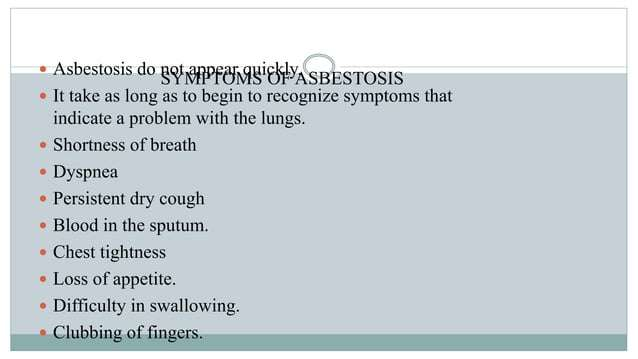 Asbestosis do not appear quickly.
SYMPTOMS OF ASBESTOSIS
It take as long as to begin to recognize symptoms that
indicate a problem with the lungs.
Shortness of breath
Dyspnea
Persistent dry cough
Blood in the sputum.
Chest tightness
Loss of appetite.
Difficulty in swallowing.
Clubbing of fingers.